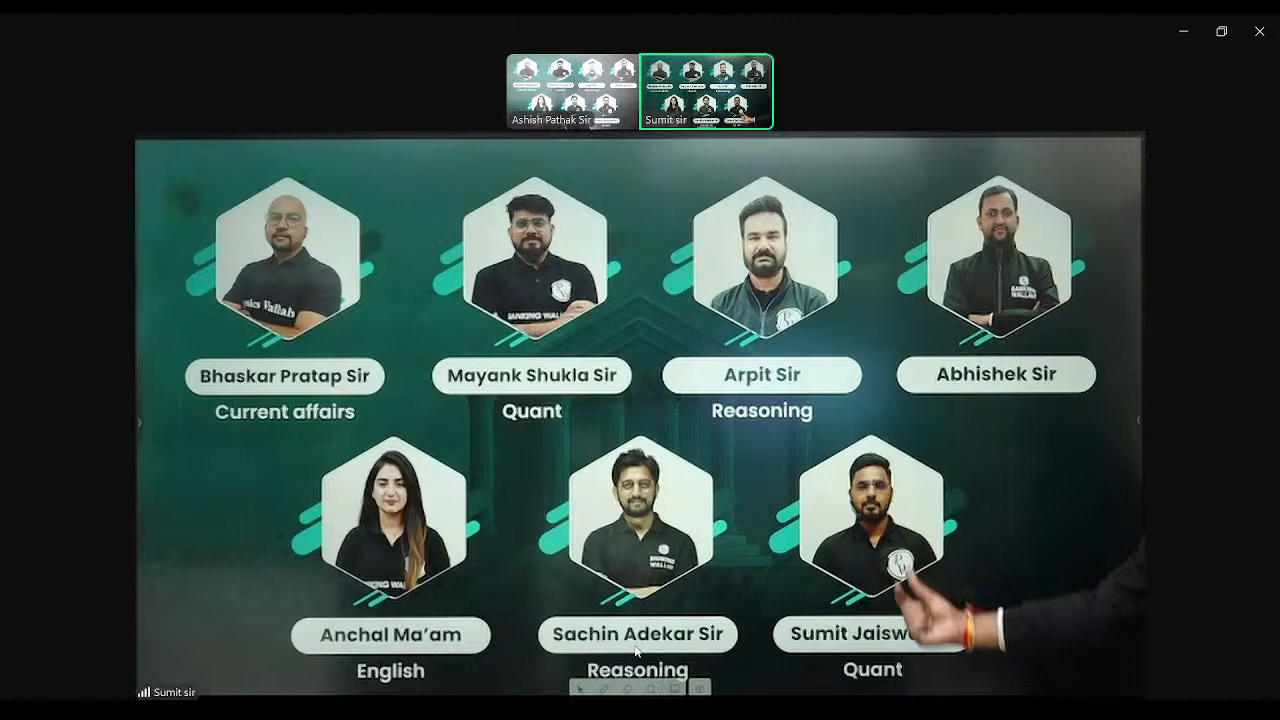 Ashish Pathak Sir
Sumit sir
Bhaskar Pratap Sir
Mayank Shukla Sir
Arpit Sir
Abhishek Sir
Current affairs
Quant
Reasoning
Anchal Ma'am
Sachin Adekar Sir
Sumit
English
Reasoning
Quant
Sumit sir